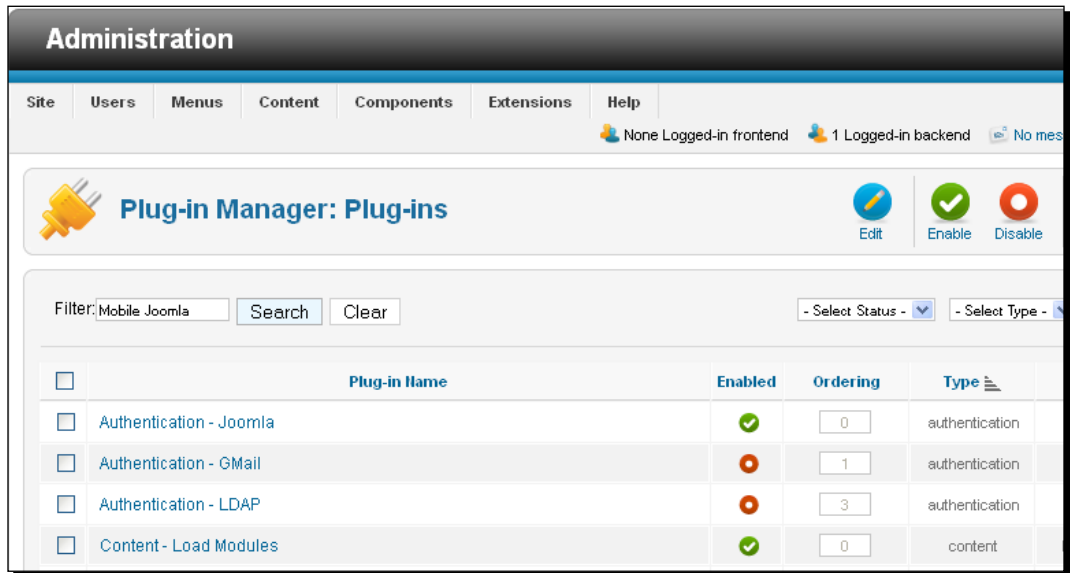 Administration
Site Users Menus Content Components Extensions Help
None Logged-in frontend 1 Logged-in backend No mes
Plug-in Manager: Plug-ins
Edit Enable Disable
Filter: Mobile Joomla Search Clear - Select Status - - Select Type -
Plug-in Name Enabled Ordering Type
Authentication - Joomla 0 authentication
Authentication - GMail 1 authentication
Authentication - LDAP 3 authentication
Content - Load Modules 0 content